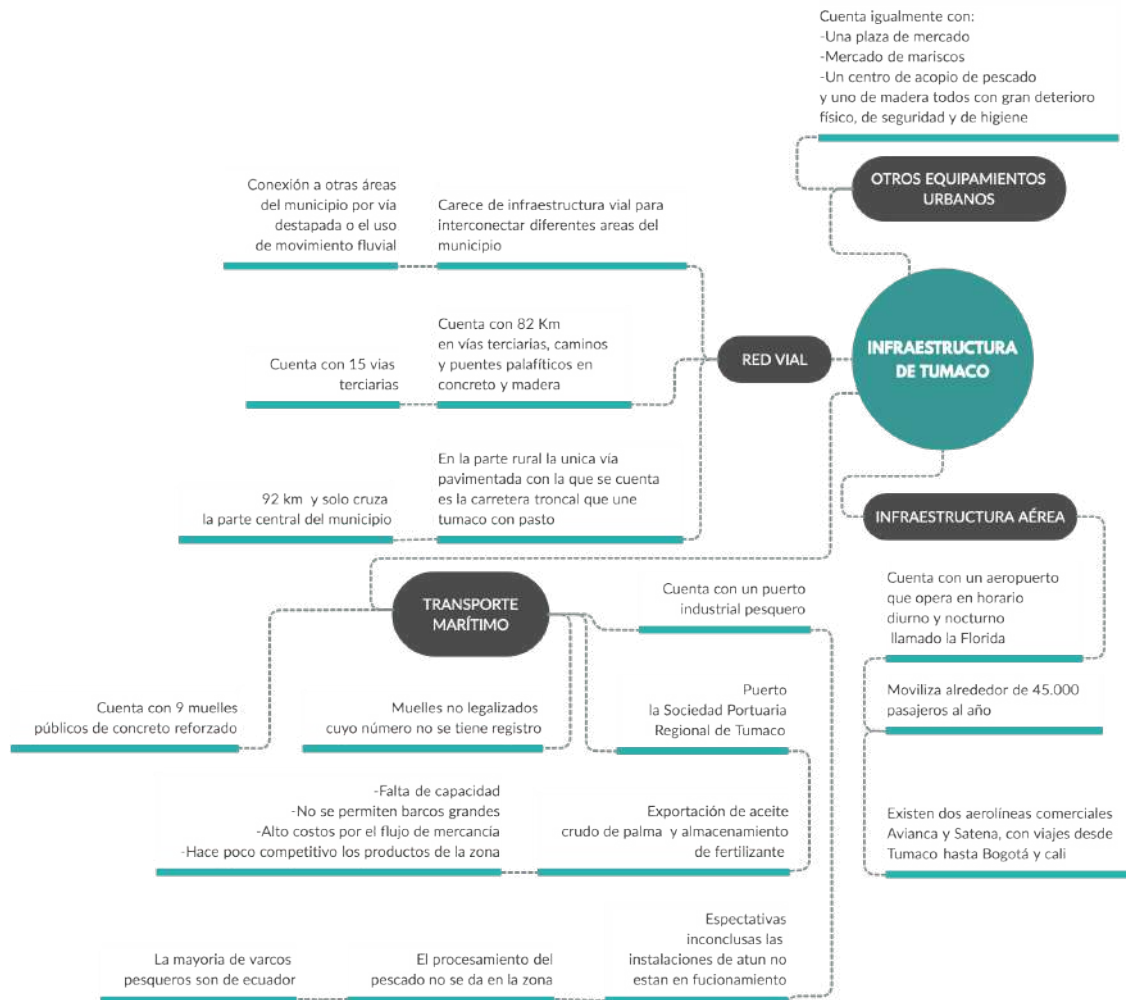 Cuenta igualmente con:
-Una plaza de mercado
-Mercado de mariscos
-Un centro de acopio de pescado
y uno de madera todos con gran deterioro
físico, de seguridad y de higiene
OTROS EQUIPAMIENTOS
URBANOS
INFRAESTRUCTURA
DE TUMACO
RED VIAL
Conexión a otras áreas
del municipio por vía
destapada o el uso
de movimiento fluvial
Carece de infraestructura vial para
interconectar diferentes areas del
municipio
Cuenta con 15 vias
terciarias
Cuenta con 82 Km
en vías terciarias, caminos
y puentes palafíticos en
concreto y madera
92 km y solo cruza
la parte central del municipio
En la parte rural la unica vía
pavimentada con la que se cuenta
es la carretera troncal que une
tumaco con pasto
INFRAESTRUCTURA AÉREA
Cuenta con un aeropuerto
que opera en horario
diurno y nocturno
llamado la Florida
Moviliza alrededor de 45.000
pasajeros al año
Existen dos aerolíneas comerciales
Avianca y Satena, con viajes desde
Tumaco hasta Bogotá y cali
TRANSPORTE
MARÍTIMO
Cuenta con un puerto
industrial pesquero
Cuenta con 9 muelles
públicos de concreto reforzado
Muelles no legalizados
cuyo número no se tiene registro
Puerto
la Sociedad Portuaria
Regional de Tumaco
-Falta de capacidad
-No se permiten barcos grandes
-Alto costos por el flujo de mercancía
-Hace poco competitivo los productos de la zona
Exportación de aceite
crudo de palma y almacenamiento
de fertilizante
La mayoria de varcos
pesqueros son de ecuador
El procesamiento del
pescado no se da en la zona
Espectativas
inconclusas las
instalaciones de atun no
estan en fucionamiento